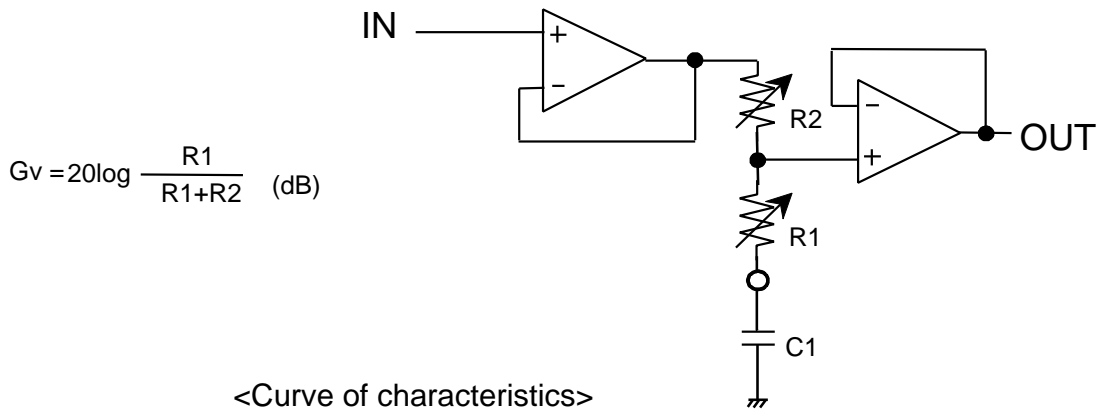 IN
+
−
R2
−
+
OUT
Gv=20log R1
R1+R2 (dB)
R1
C1
<Curve of characteristics>